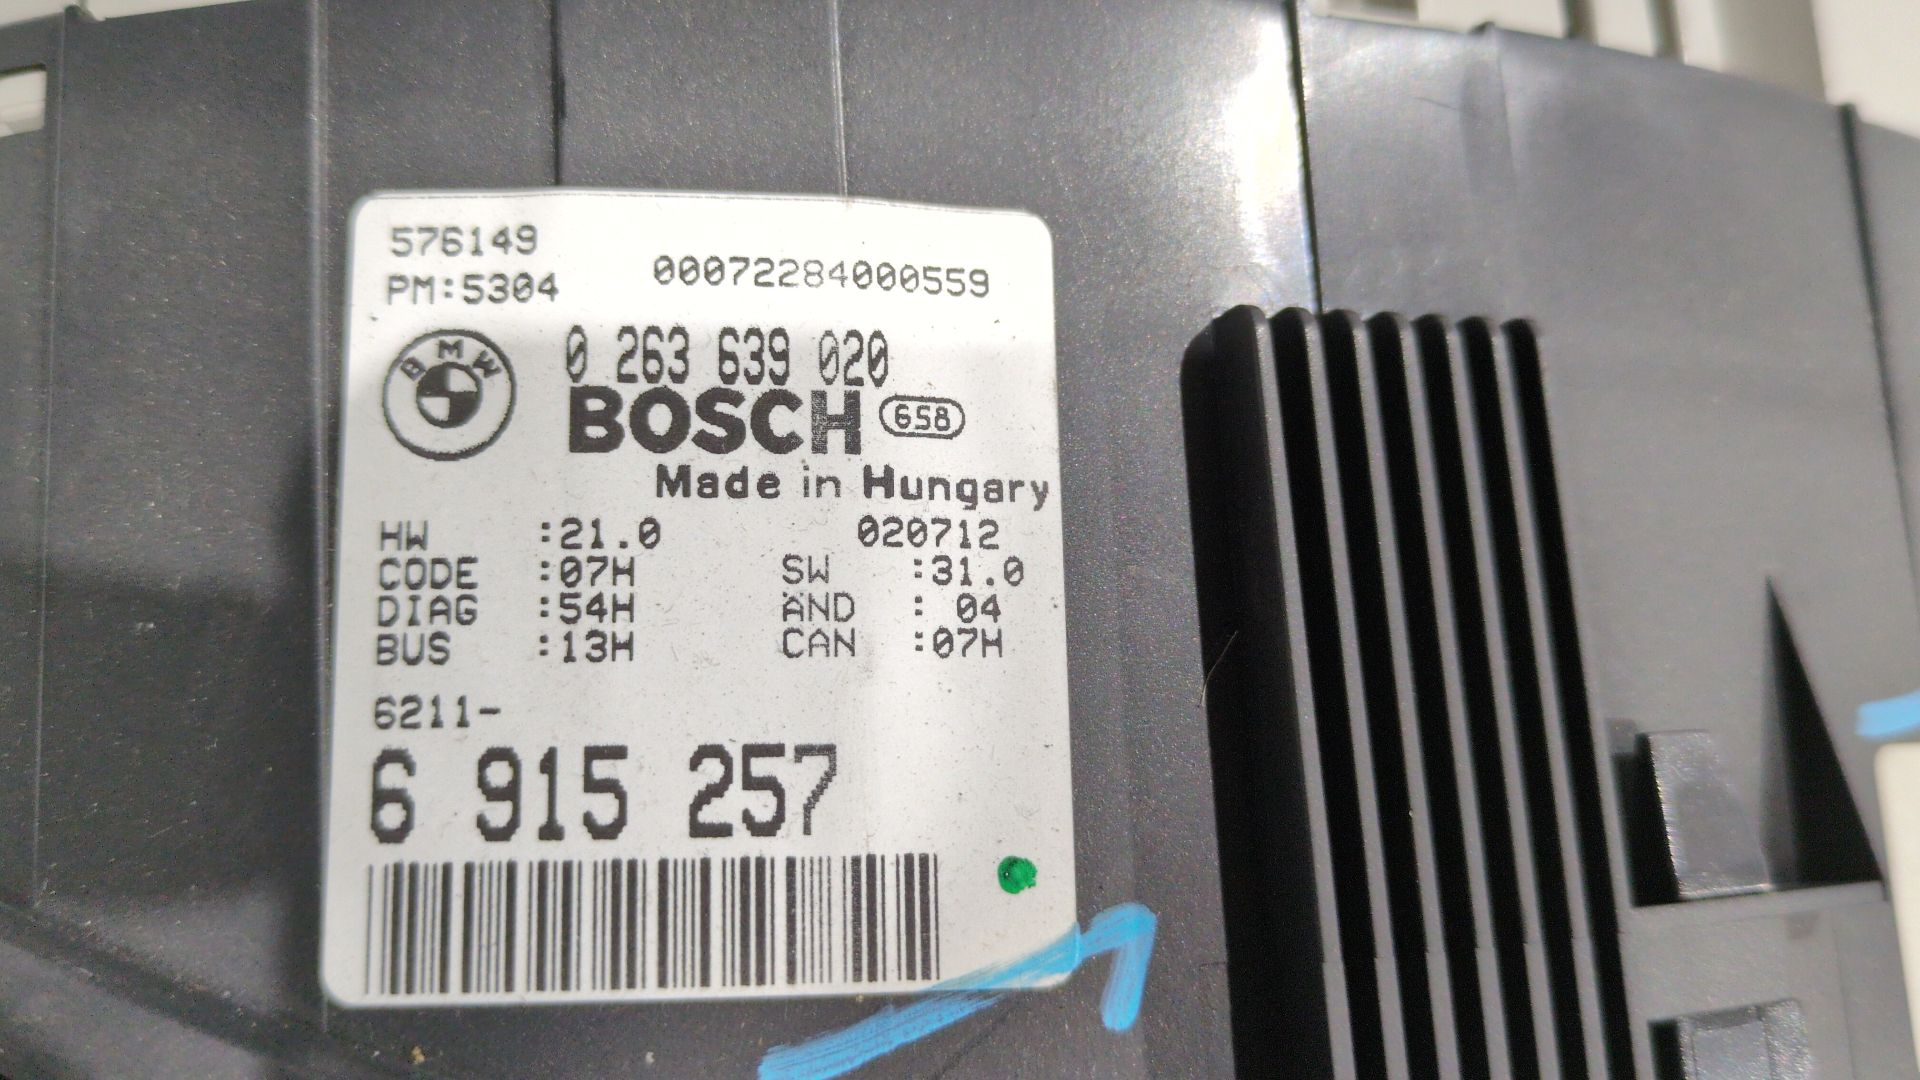 576149
PM:5304
00072284000559
BMW
0 263 639 020
BOSCH 658
Made in Hungary
HW :21.0 020712
CODE :07H SW :31.0
DIAG :54H ÄND : 04
BUS :13H CAN :07H
6211-
6 915 257